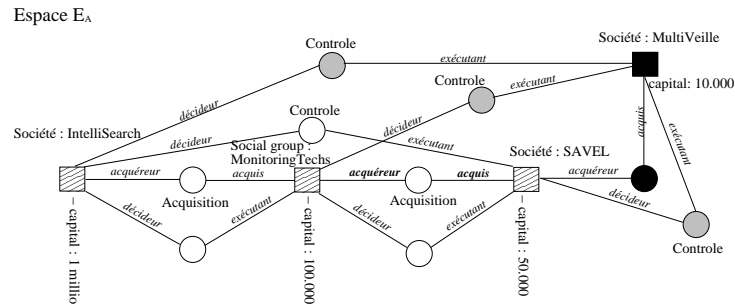 Espace EA
Société : MultiVeille
Controle
exécutant
Controle
exécutant
capital: 10.000
décideur
Controle
décideur
acquis
exécutant
Société : IntelliSearch
décideur
Social group :
MonitoringTechs
exécutant
Société : SAVEL
acquéreur
acquis
acquéreur
acquis
acquéreur
Acquisition
Acquisition
décideur
décideur
exécutant
décideur
exécutant
Controle
– capital : 1 millio
– capital : 100.000
– capital : 50.000